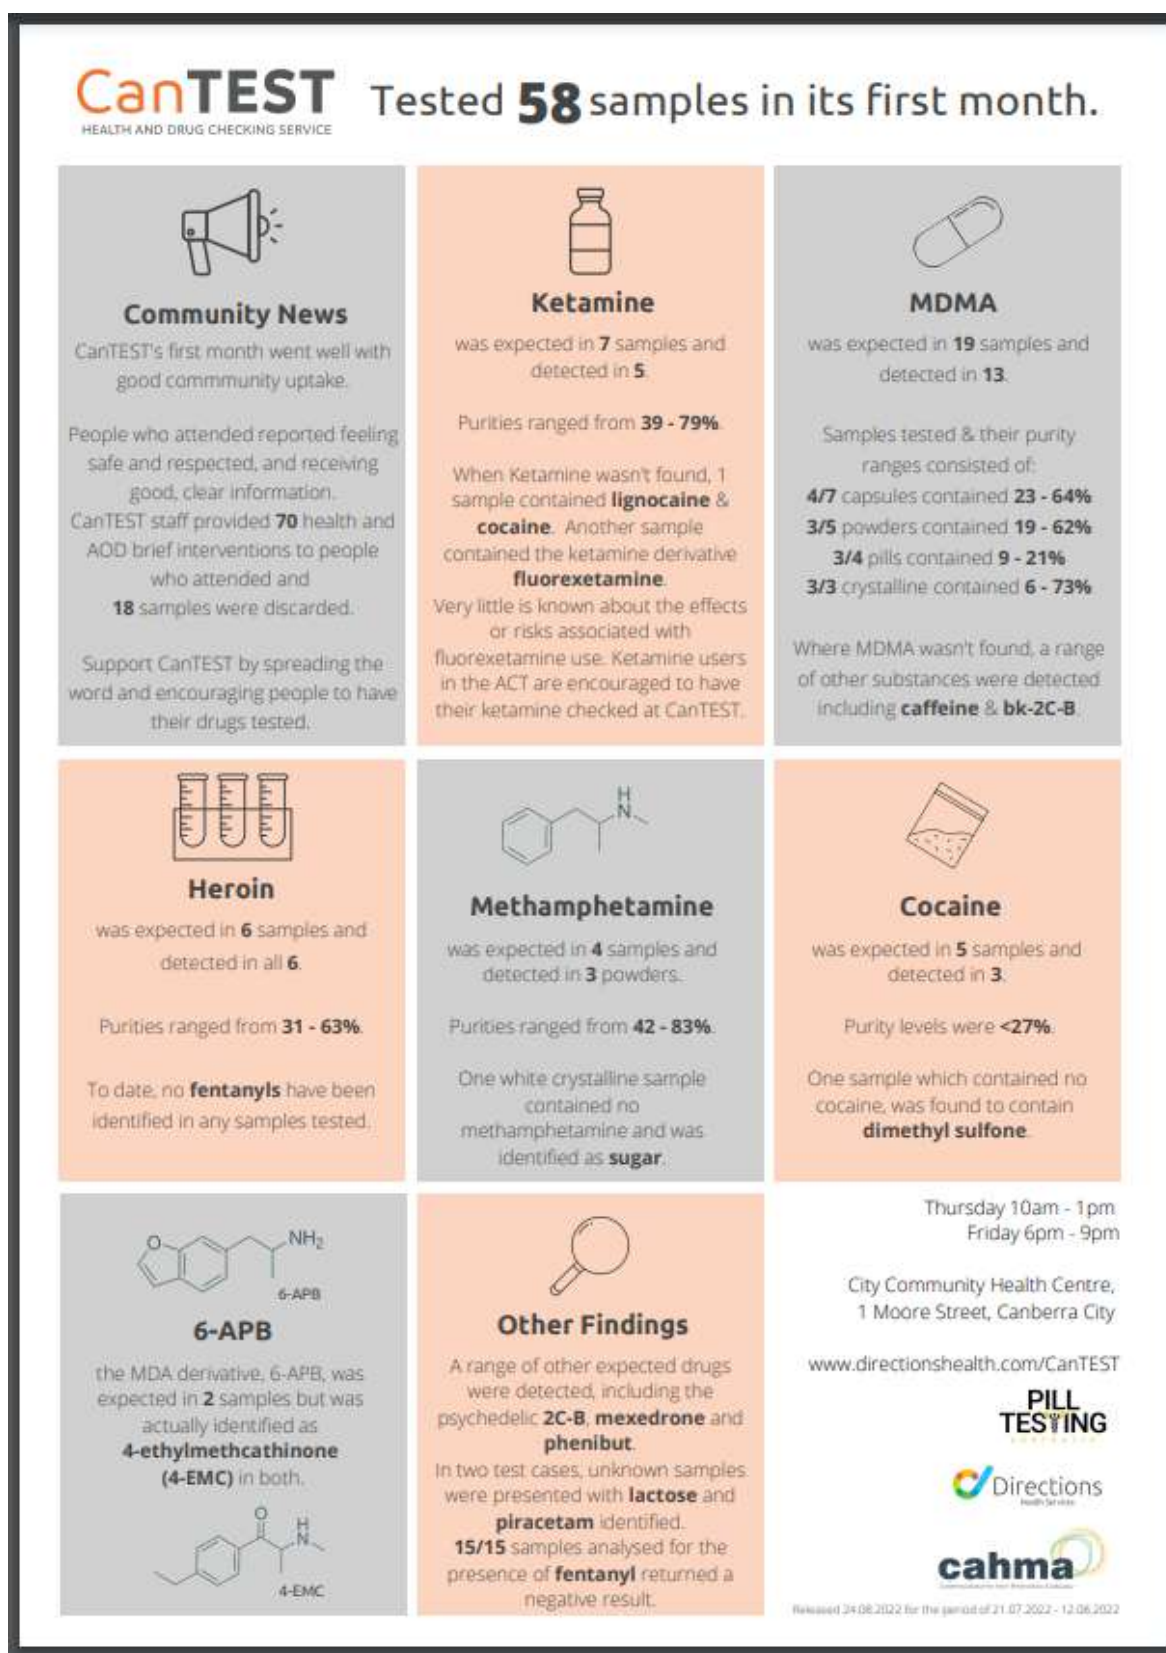 CanTEST
HEALTH AND DRUG CHECKING SERVICE
Tested 58 samples in its first month.
Community News
CanTEST's first month went well with
good commmunity uptake.
People who attended reported feeling
safe and respected, and receiving
good, clear information.
CanTEST staff provided 70 health and
AOD brief interventions to people
who attended and
18 samples were discarded.
Support CanTEST by spreading the
word and encouraging people to have
their drugs tested.
Ketamine
was expected in 7 samples and
detected in 5.
Purities ranged from 39 - 79%.
When Ketamine wasn't found, 1
sample contained lignocaine &
cocaine. Another sample
contained the ketamine derivative
fluorexetamine.
Very little is known about the effects
or risks associated with
fluorexetamine use. Ketamine users
in the ACT are encouraged to have
their ketamine checked at CanTEST.
MDMA
was expected in 19 samples and
detected in 13.
Samples tested & their purity
ranges consisted of:
4/7 capsules contained 23 - 64%
3/5 powders contained 19 - 62%
3/4 pills contained 9 - 21%
3/3 crystalline contained 6 - 73%
Where MDMA wasn't found, a range
of other substances were detected
including caffeine & bk-2C-B.
Heroin
was expected in 6 samples and
detected in all 6.
Purities ranged from 31 - 63%.
To date, no fentanyls have been
identified in any samples tested.
H
N
Methamphetamine
was expected in 4 samples and
detected in 3 powders.
Purities ranged from 42 - 83%.
One white crystalline sample
contained no
methamphetamine and was
identified as sugar.
Cocaine
was expected in 5 samples and
detected in 3.
Purity levels were <27%.
One sample which contained no
cocaine, was found to contain
dimethyl sulfone.
O NH2
6-APB
6-APB
the MDA derivative, 6-APB, was
expected in 2 samples but was
actually identified as
4-ethylmethcathinone
(4-EMC) in both.
O
H
N
4-EMC
Other Findings
A range of other expected drugs
were detected, including the
psychedelic 2C-B, mexedrone and
phenibut.
In two test cases, unknown samples
were presented with lactose and
piracetam identified.
15/15 samples analysed for the
presence of fentanyl returned a
negative result.
Thursday 10am - 1pm
Friday 6pm - 9pm
City Community Health Centre,
1 Moore Street, Canberra City
www.directionshealth.com/CanTEST
PILL
TESTING
Directions
Health Services
cahma
Released 24.08.2022 for the period of 21.07.2022 - 12.08.2022